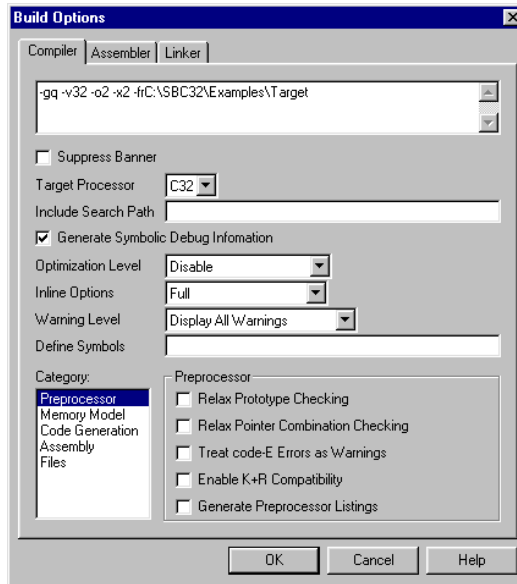 Build Options
Compiler Assembler Linker
-gq -v32 -o2 -x2 -frC:\SBC32\Examples\Target
Suppress Banner
Target Processor C32
Include Search Path
Generate Symbolic Debug Infomation
Optimization Level Disable
Inline Options Full
Warning Level Display All Warnings
Define Symbols
Category: Preprocessor
Preprocessor Relax Prototype Checking
Memory Model Relax Pointer Combination Checking
Code Generation
Assembly Treat code-E Errors as Warnings
Files Enable K+R Compatibility
Generate Preprocessor Listings
OK Cancel Help